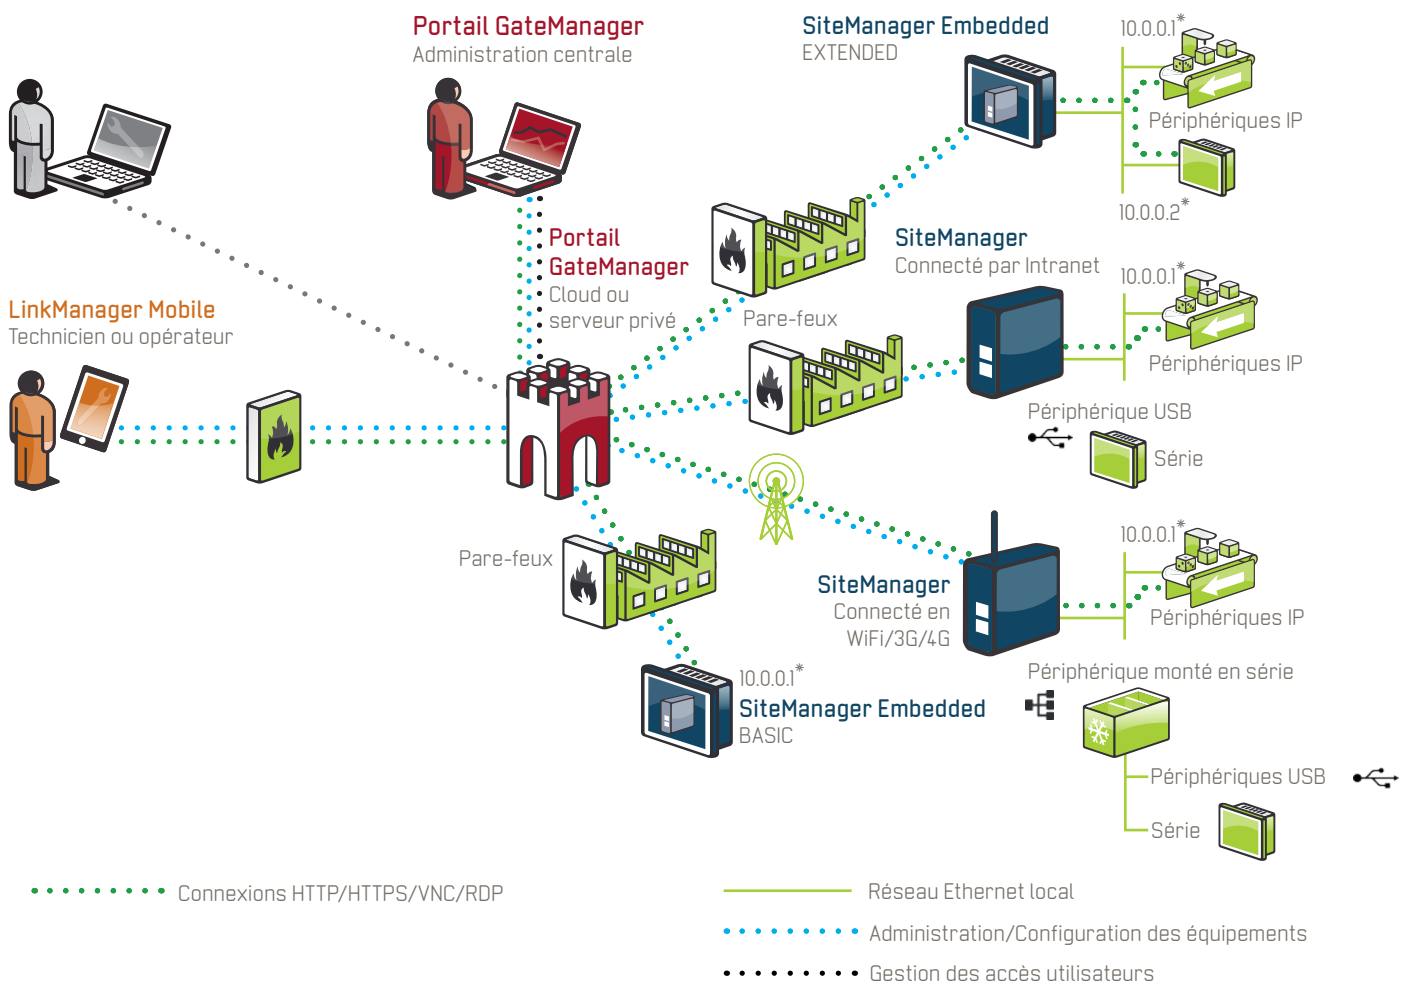 Portail GateManager
Administration centrale
SiteManager Embedded
EXTENDED
10.0.0.1*
Périphériques IP
10.0.0.2*
Portail
GateManager
Cloud ou
serveur privé
SiteManager
Connecté par Intranet
10.0.0.1*
LinkManager Mobile
Technicien ou opérateur
Pare-feux
Périphériques IP
Périphérique USB
Série
Pare-feux
10.0.0.1*
SiteManager
Connecté en
WiFi/3G/4G
Périphériques IP
10.0.0.1*
SiteManager Embedded
BASIC
Périphérique monté en série
Périphériques USB
Série
Connexions HTTP/HTTPS/VNC/RDP
Réseau Ethernet local
Administration/Configuration des équipements
Gestion des accès utilisateurs